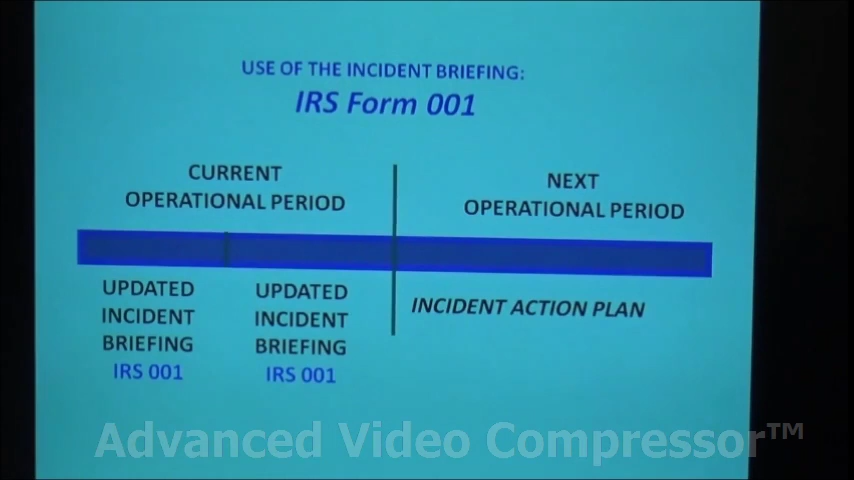 USE OF THE INCIDENT BRIEFING:
IRS Form 001
CURRENT
OPERATIONAL PERIOD
NEXT
OPERATIONAL PERIOD
UPDATED
INCIDENT
BRIEFING
IRS 001
UPDATED
INCIDENT
BRIEFING
IRS 001
INCIDENT ACTION PLAN
Advanced Video Compressor™